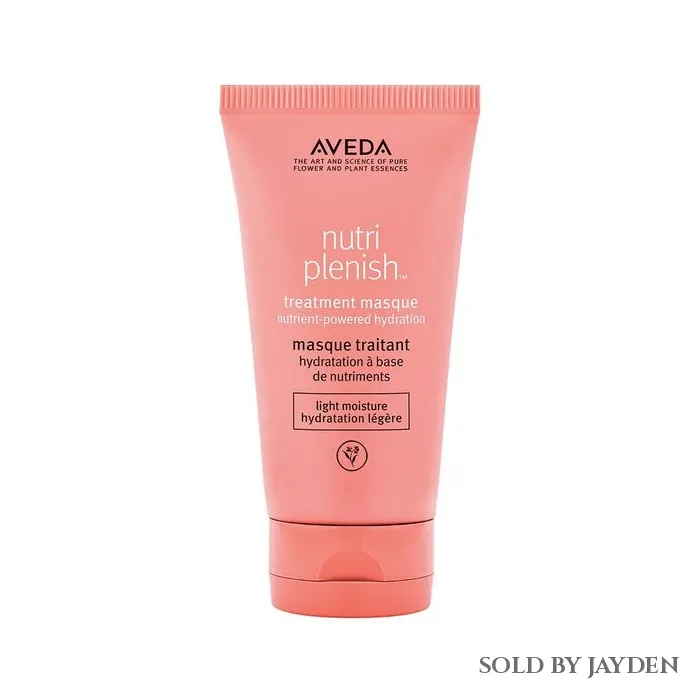 AVEDA
THE ART AND SCIENCE OF PURE
FLOWER AND PLANT ESSENCES
nutri
plenish™
treatment masque
nutrient-powered hydration
masque traitant
hydratation à base
de nutriments
light moisture
hydratation légère
SOLD BY JAYDEN